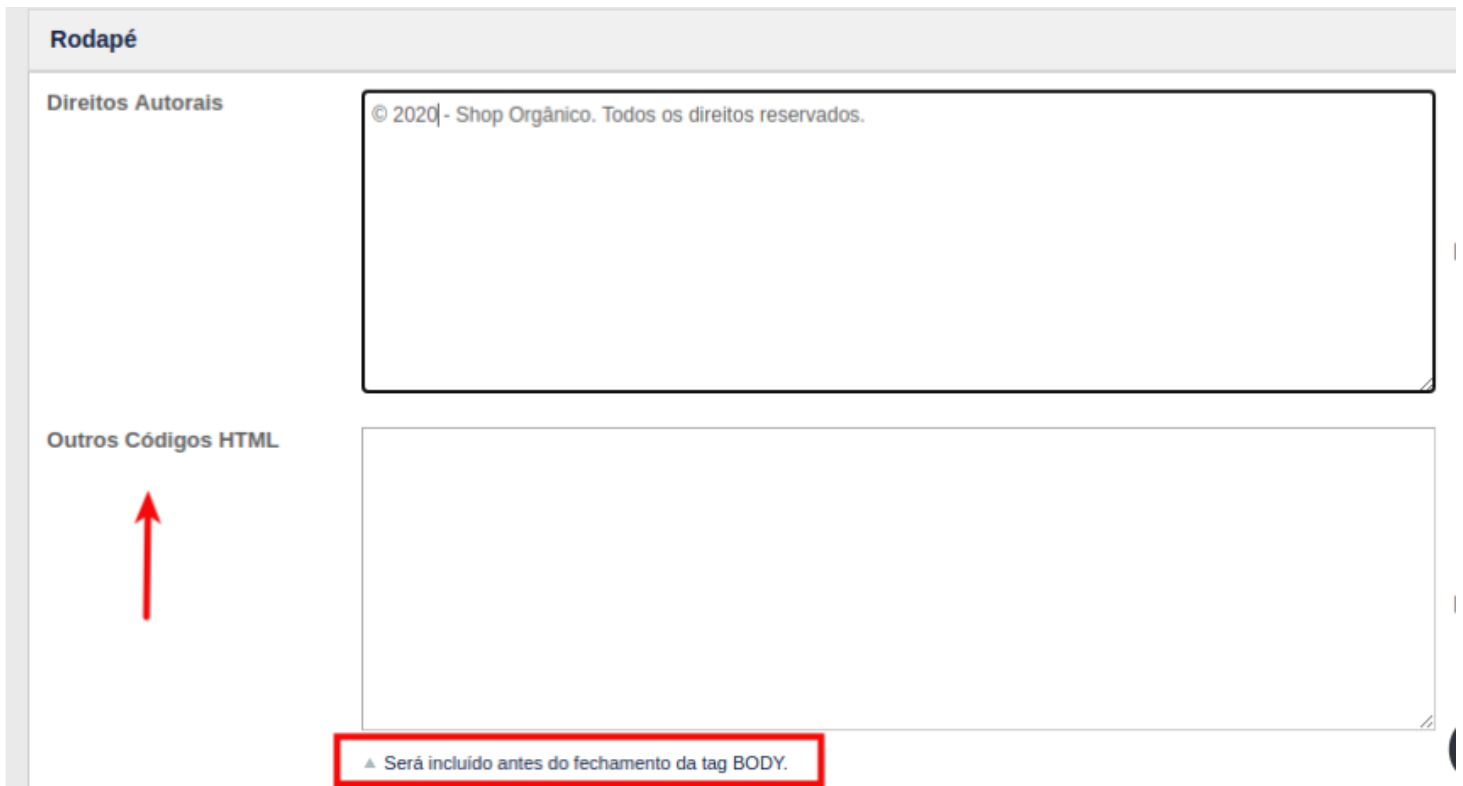 Rodapé
Direitos Autorais
© 2020 - Shop Orgânico. Todos os direitos reservados.
Outros Códigos HTML
▲ Será incluído antes do fechamento da tag BODY.